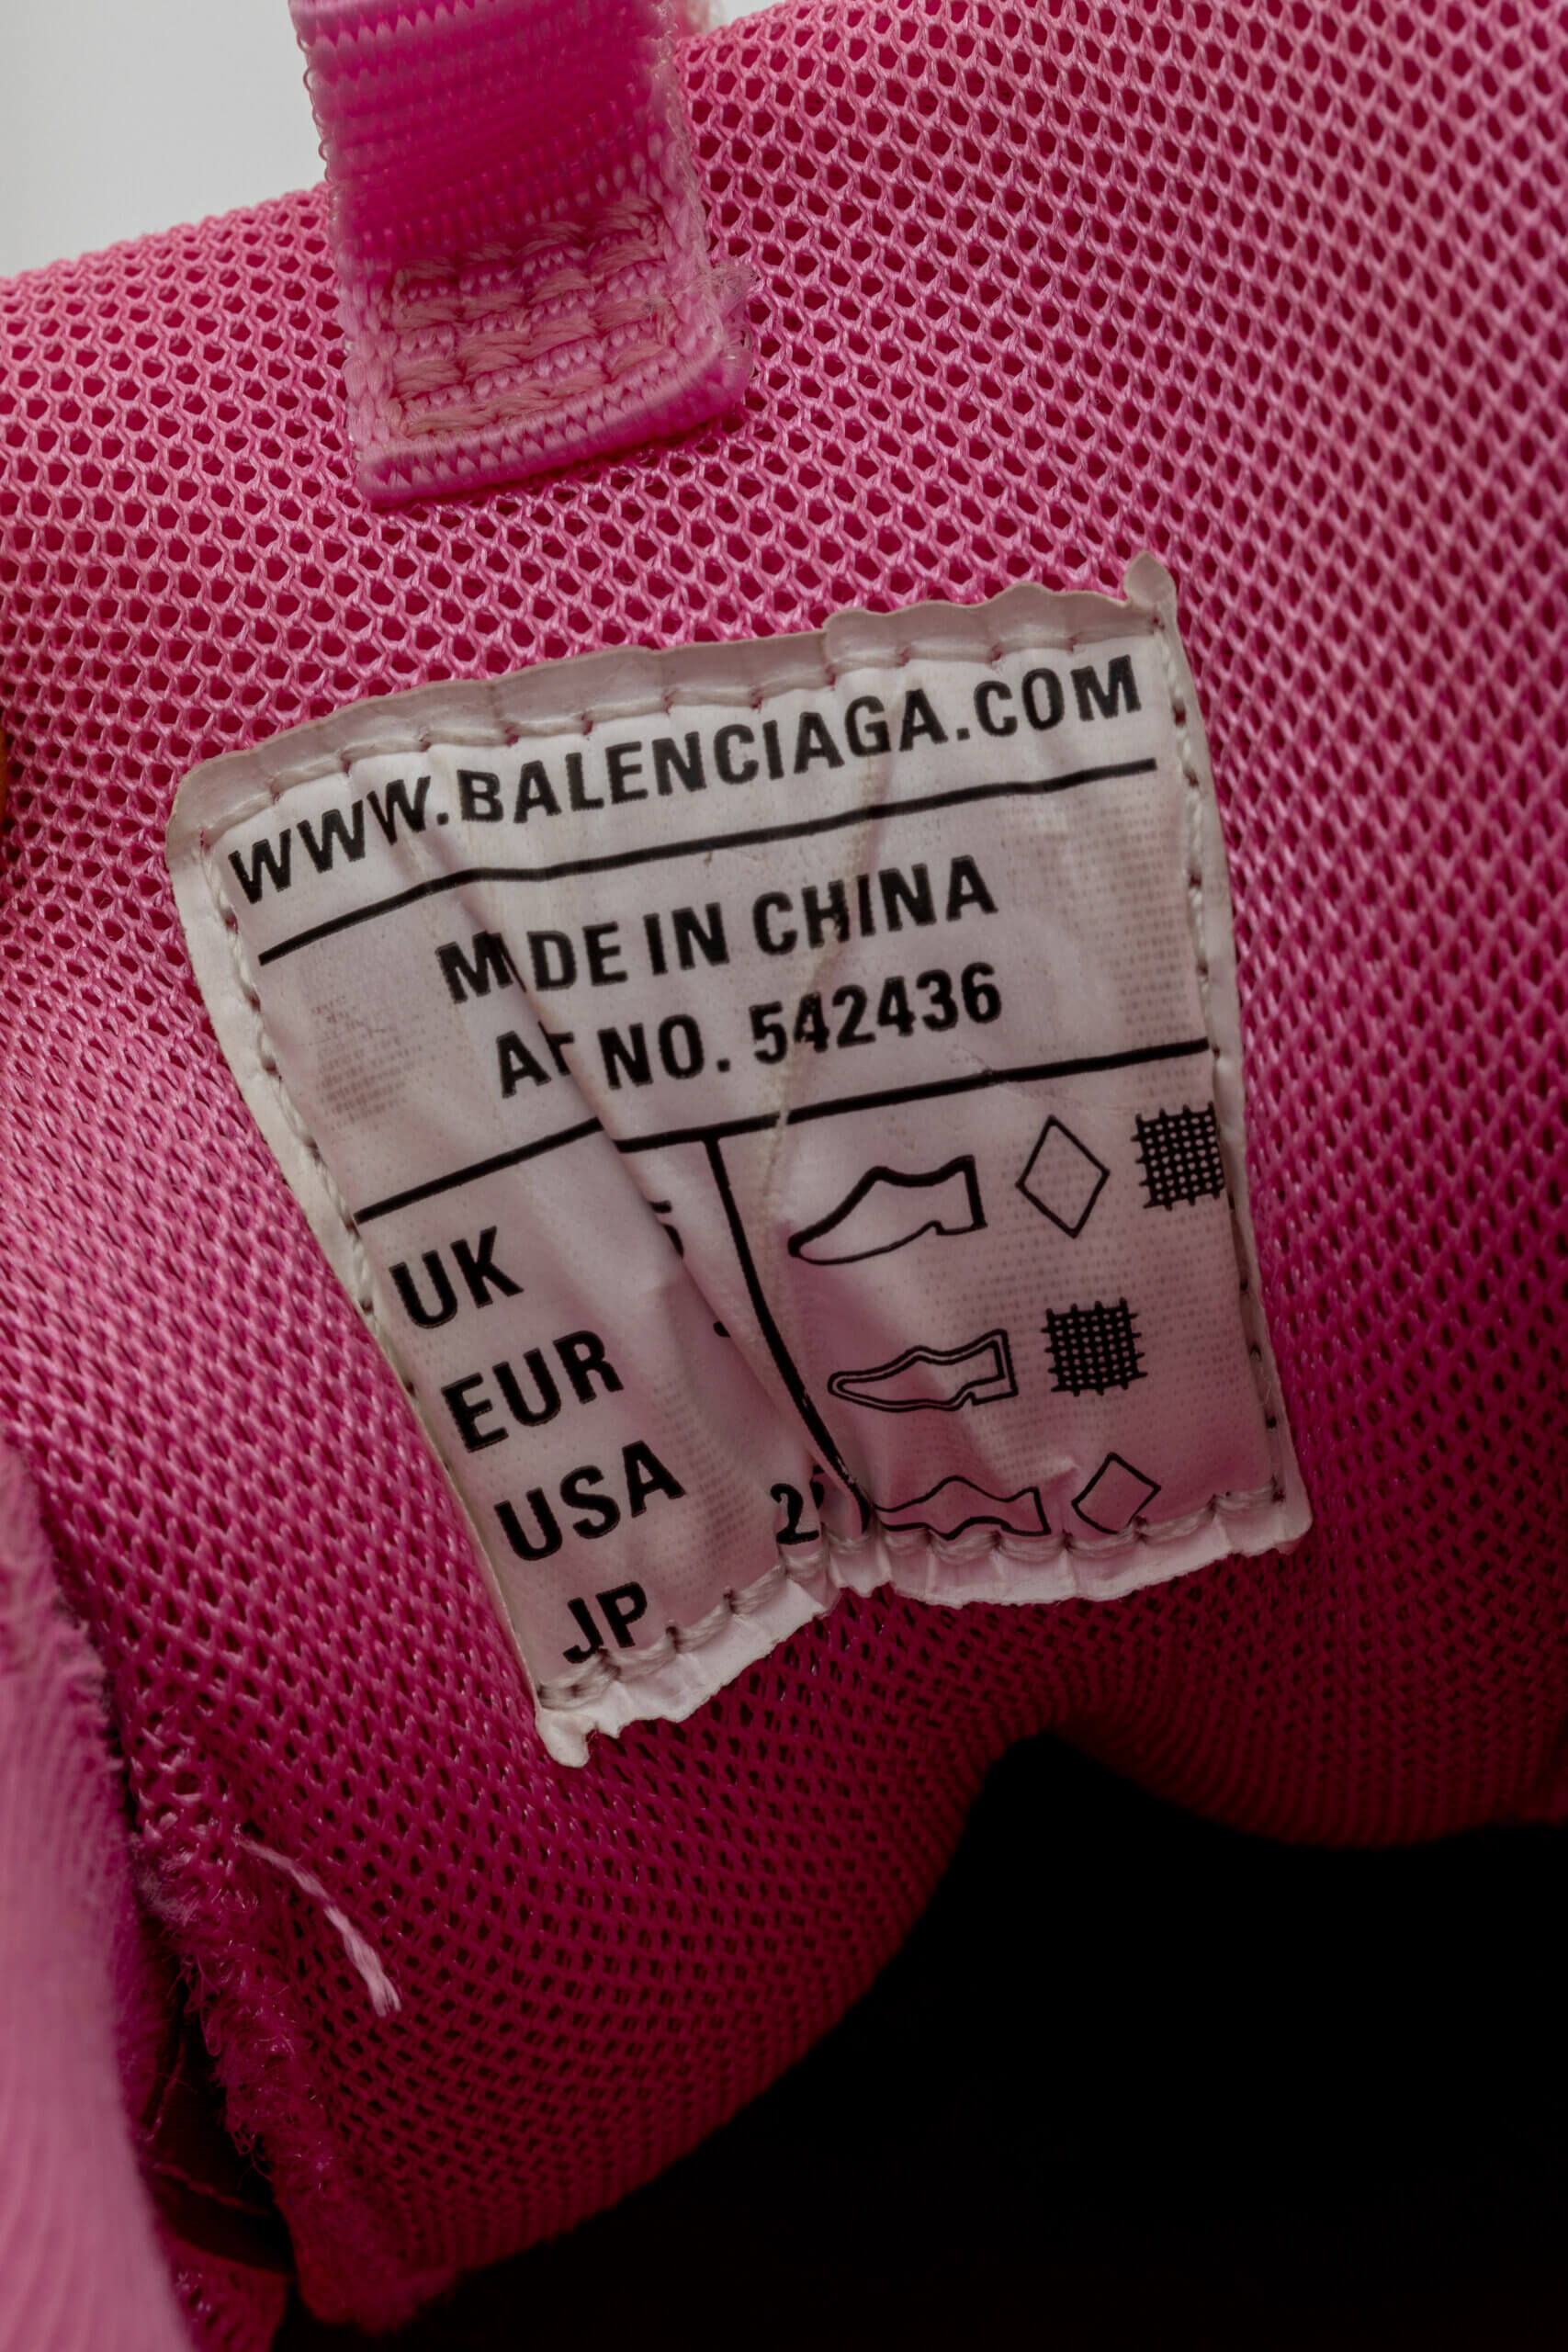 WWW.BALENCIAGA.COM
MADE IN CHINA
NO. 542436
UK
EUR
USA
JP